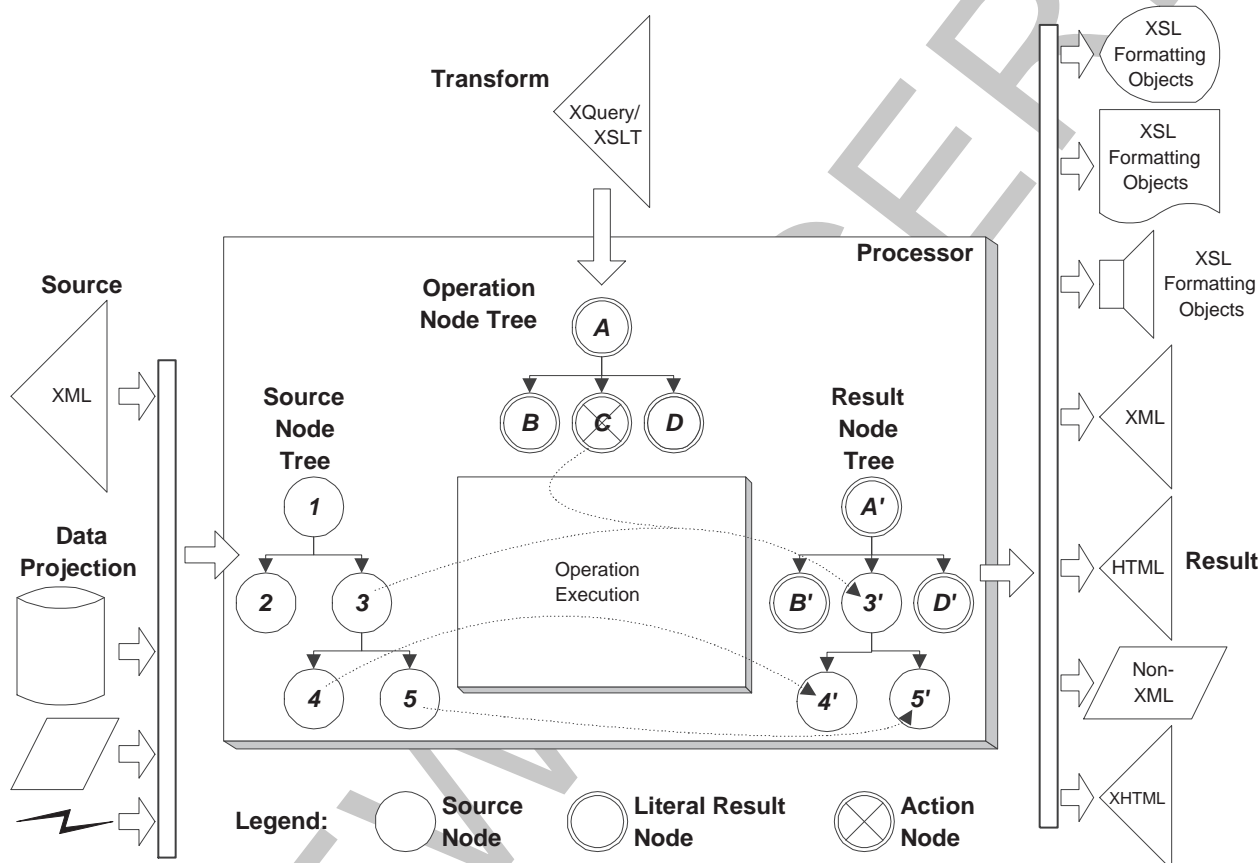 Transform
XQuery/
XSLT
Processor
Source
XML
Data
Projection
Operation
Node Tree
A
B
C
D
Source
Node
Tree
1
2
3
4
5
Operation
Execution
Result
Node
Tree
A'
B'
3'
D'
4'
5'
XSL
Formatting
Objects
XSL
Formatting
Objects
XSL
Formatting
Objects
XML
HTML
Result
Non-
XML
XHTML
Legend:
Source
Node
Literal Result
Node
Action
Node